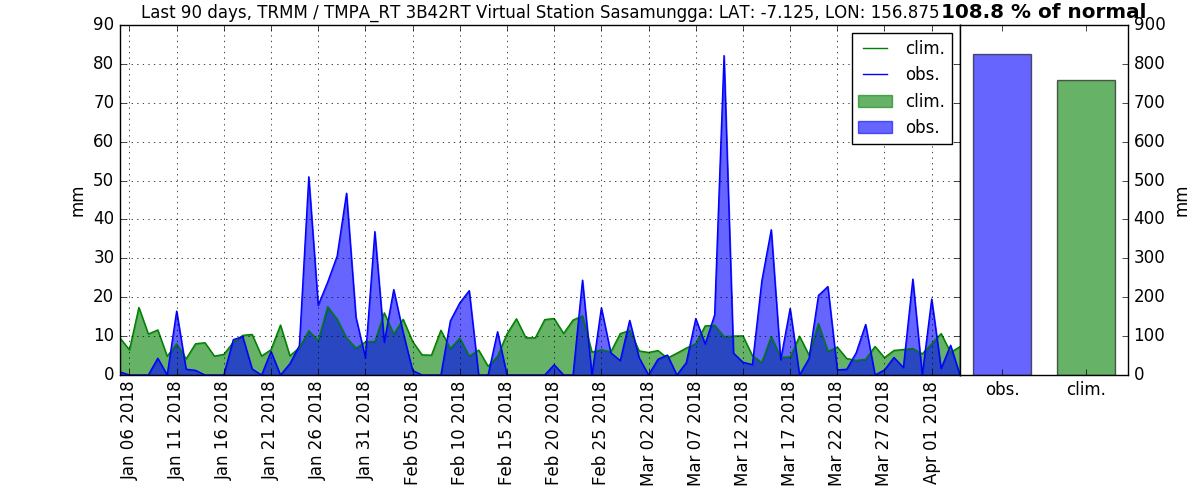 Last 90 days, TRMM / TMPA_RT 3B42RT Virtual Station Sasamungga: LAT: -7.125, LON: 156.875 108.8 % of normal
90
80
70
60
50
40
30
20
10
0
mm
clim.
obs.
clim.
obs.
900
800
700
600
500
400
300
200
100
0
mm
obs.
clim.
Jan 06 2018
Jan 11 2018
Jan 16 2018
Jan 21 2018
Jan 26 2018
Jan 31 2018
Feb 05 2018
Feb 10 2018
Feb 15 2018
Feb 20 2018
Feb 25 2018
Mar 02 2018
Mar 07 2018
Mar 12 2018
Mar 17 2018
Mar 22 2018
Mar 27 2018
Apr 01 2018